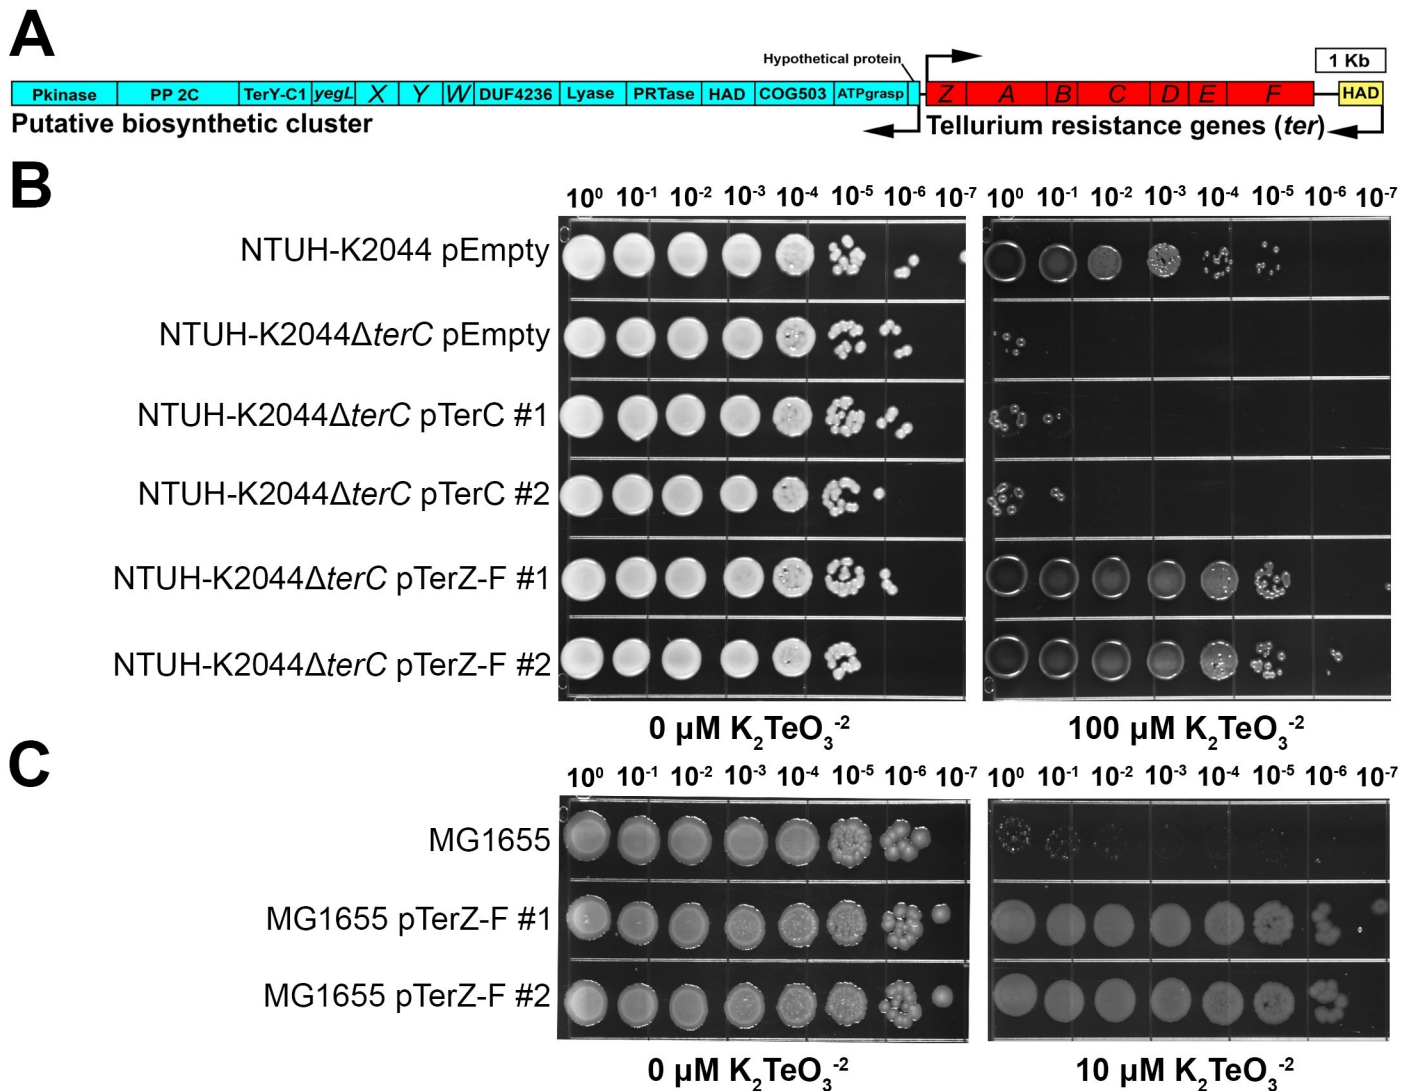 A
Hypothetical protein
1 Kb
Pkinase PP 2C TerY-C1 yegL X Y W DUF4236 Lyase PRTase HAD COG503 ATPgrasp Z A B C D E F HAD
Putative biosynthetic cluster Tellurium resistance genes (ter)
B
10⁰ 10⁻¹ 10⁻² 10⁻³ 10⁻⁴ 10⁻⁵ 10⁻⁶ 10⁻⁷ 10⁰ 10⁻¹ 10⁻² 10⁻³ 10⁻⁴ 10⁻⁵ 10⁻⁶ 10⁻⁷
NTUH-K2044 pEmpty
NTUH-K2044ΔterC pEmpty
NTUH-K2044ΔterC pTerC #1
NTUH-K2044ΔterC pTerC #2
NTUH-K2044ΔterC pTerZ-F #1
NTUH-K2044ΔterC pTerZ-F #2
0 µM K₂TeO₃⁻² 100 µM K₂TeO₃⁻²
C
10⁰ 10⁻¹ 10⁻² 10⁻³ 10⁻⁴ 10⁻⁵ 10⁻⁶ 10⁻⁷ 10⁰ 10⁻¹ 10⁻² 10⁻³ 10⁻⁴ 10⁻⁵ 10⁻⁶ 10⁻⁷
MG1655
MG1655 pTerZ-F #1
MG1655 pTerZ-F #2
0 µM K₂TeO₃⁻² 10 µM K₂TeO₃⁻²